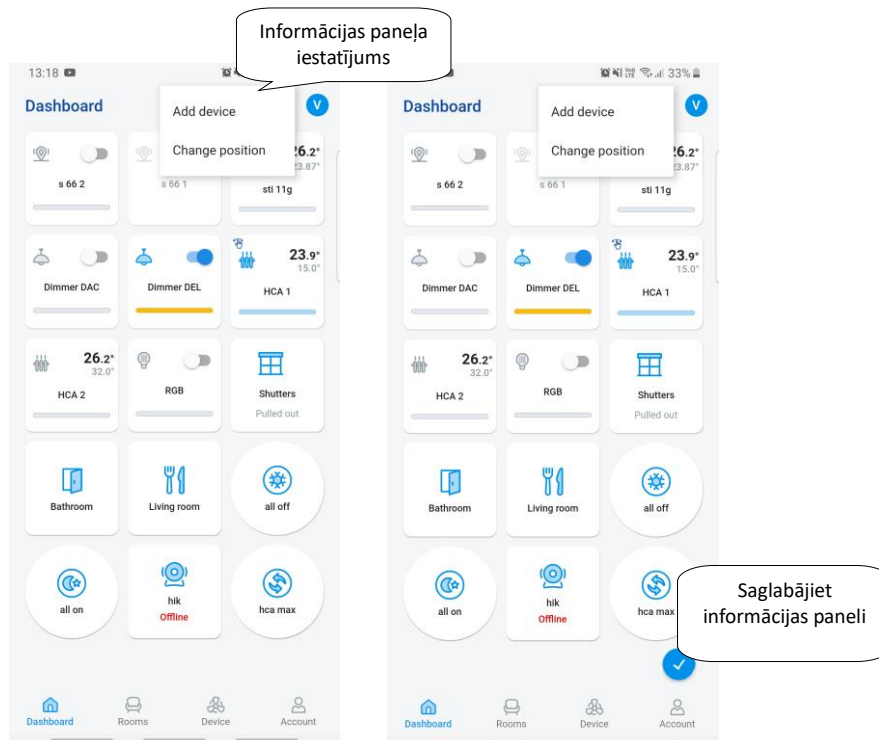 Informācijas paneļa
iestatījums
13:18
Dashboard
Add device
Change position
V
s 66 2
s 66 1
26.2°
23.87°
sti 11g
Dimmer DAC
Dimmer DEL
23.9°
15.0°
HCA 1
26.2°
32.0°
HCA 2
RGB
Shutters
Pulled out
Bathroom
Living room
all off
all on
hik
Offline
hca max
Dashboard
Rooms
Device
Account
33%
Dashboard
Add device
Change position
V
s 66 2
s 66 1
26.2°
23.87°
sti 11g
Dimmer DAC
Dimmer DEL
23.9°
15.0°
HCA 1
26.2°
32.0°
HCA 2
RGB
Shutters
Pulled out
Bathroom
Living room
all off
all on
hik
Offline
hca max
Saglabājiet
informācijas paneli
Dashboard
Rooms
Device
Account